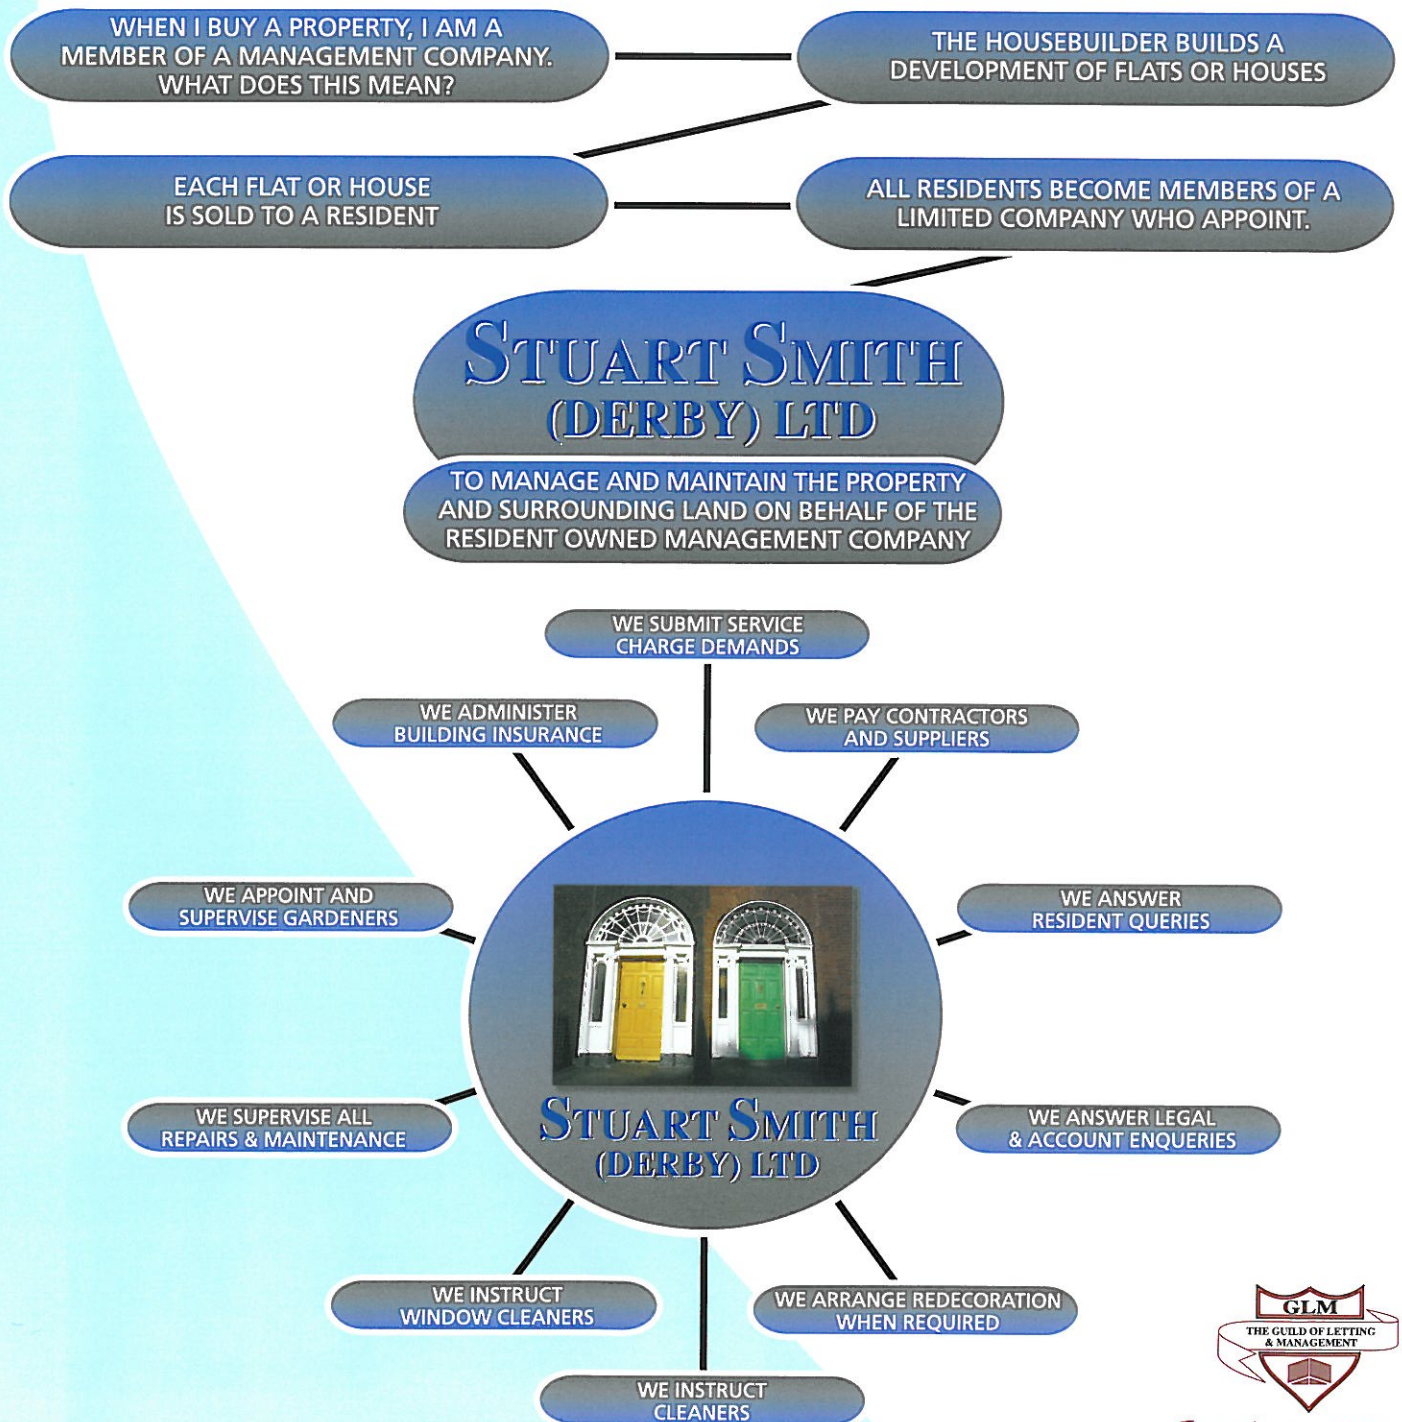 WHEN I BUY A PROPERTY, I AM A
MEMBER OF A MANAGEMENT COMPANY.
WHAT DOES THIS MEAN?
THE HOUSEBUILDER BUILDS A
DEVELOPMENT OF FLATS OR HOUSES
EACH FLAT OR HOUSE
IS SOLD TO A RESIDENT
ALL RESIDENTS BECOME MEMBERS OF A
LIMITED COMPANY WHO APPOINT.
STUART SMITH
(DERBY) LTD
TO MANAGE AND MAINTAIN THE PROPERTY
AND SURROUNDING LAND ON BEHALF OF THE
RESIDENT OWNED MANAGEMENT COMPANY
WE SUBMIT SERVICE
CHARGE DEMANDS
WE ADMINISTER
BUILDING INSURANCE
WE PAY CONTRACTORS
AND SUPPLIERS
WE APPOINT AND
SUPERVISE GARDENERS
WE ANSWER
RESIDENT QUERIES
WE SUPERVISE ALL
REPAIRS & MAINTENANCE
WE ANSWER LEGAL
& ACCOUNT ENQUERIES
STUART SMITH
(DERBY) LTD
WE INSTRUCT
WINDOW CLEANERS
WE ARRANGE REDECORATION
WHEN REQUIRED
WE INSTRUCT
CLEANERS
GLM
THE GUILD OF LETTING
& MANAGEMENT